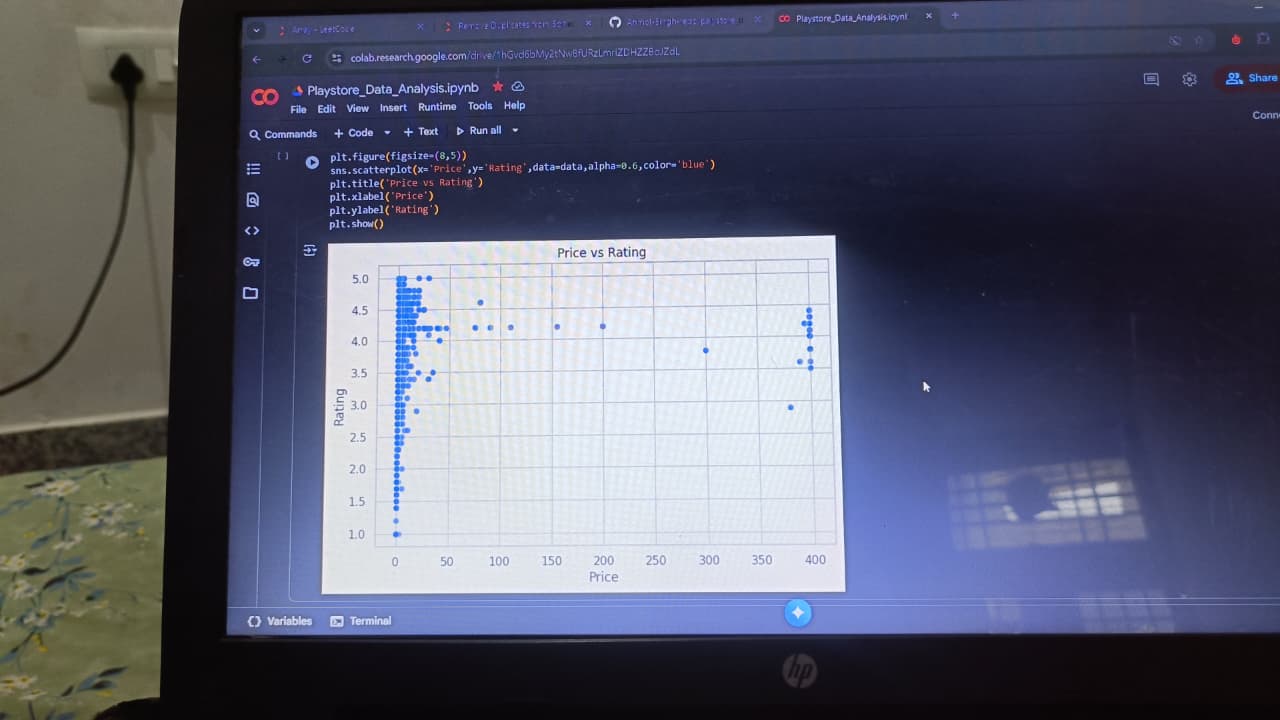 Array - LeetCode
Remove Duplicates from Sor
Playstore_Data_Analysis.ipynb
colab.research.google.com/drive/
Playstore_Data_Analysis.ipynb
Share
File Edit View Insert Runtime Tools Help
Conne
Commands + Code + Text Run all
[ ]
plt.figure(figsize=(8,5))
sns.scatterplot(x='Price',y='Rating',data=data,alpha=0.6,color='blue')
plt.title('Price vs Rating')
plt.xlabel('Price')
plt.ylabel('Rating')
plt.show()
Price vs Rating
5.0
4.5
4.0
3.5
3.0
2.5
2.0
1.5
1.0
Rating
0 50 100 150 200 250 300 350 400
Price
Variables Terminal
hp